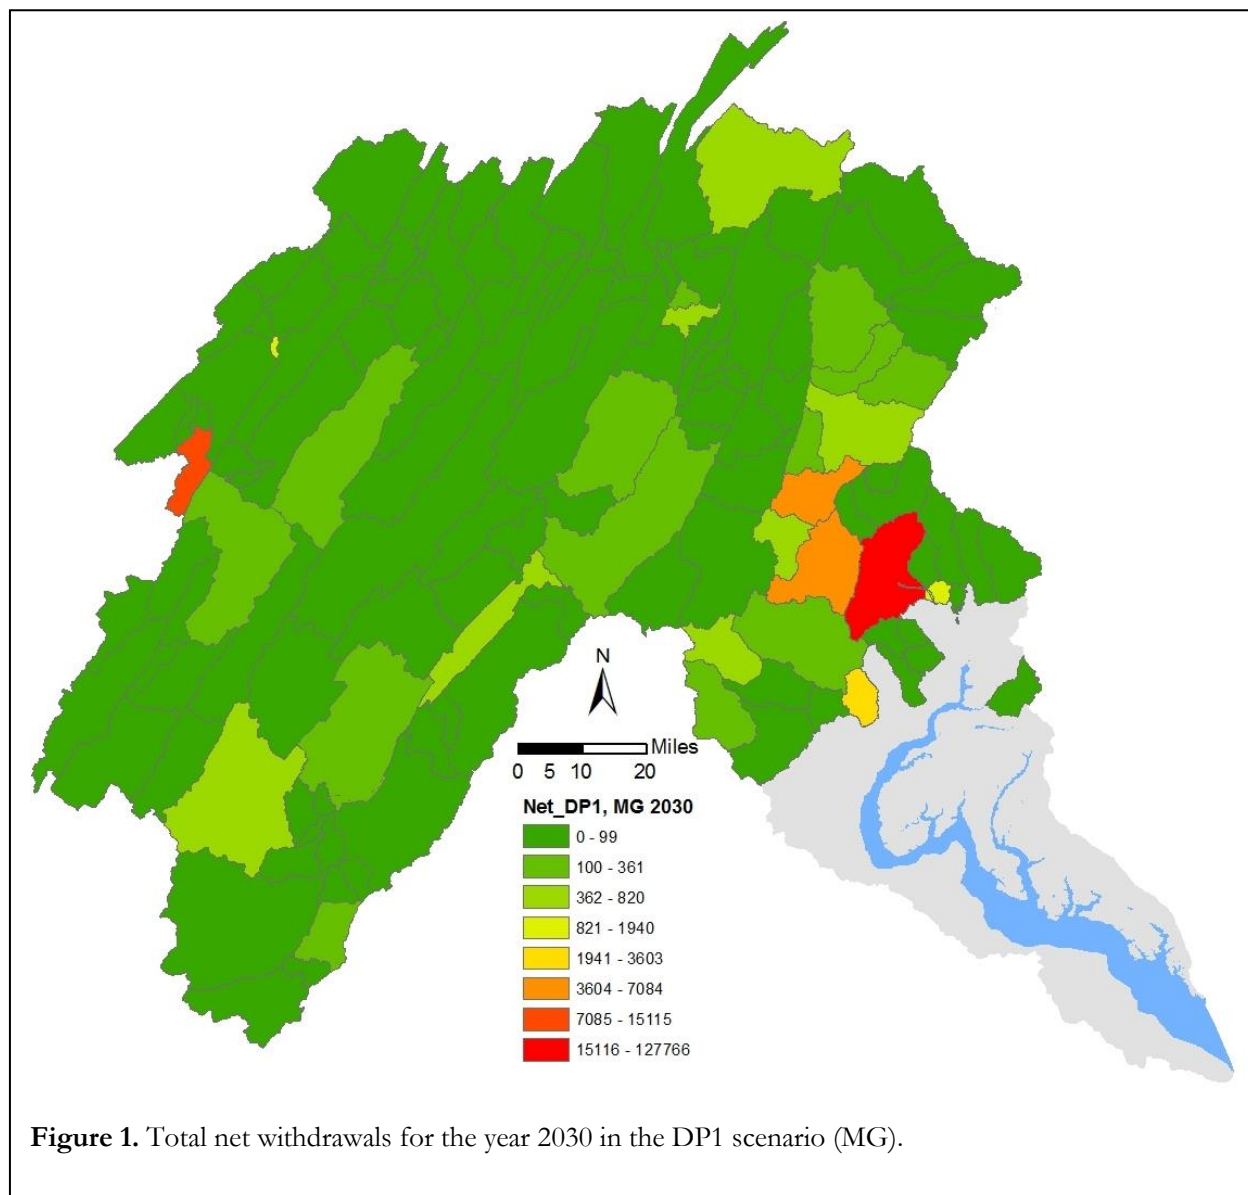 N
Miles
0 5 10 20
Net_DP1, MG 2030
0 - 99
100 - 361
362 - 820
821 - 1940
1941 - 3603
3604 - 7084
7085 - 15115
15116 - 127766
Figure 1. Total net withdrawals for the year 2030 in the DP1 scenario (MG).